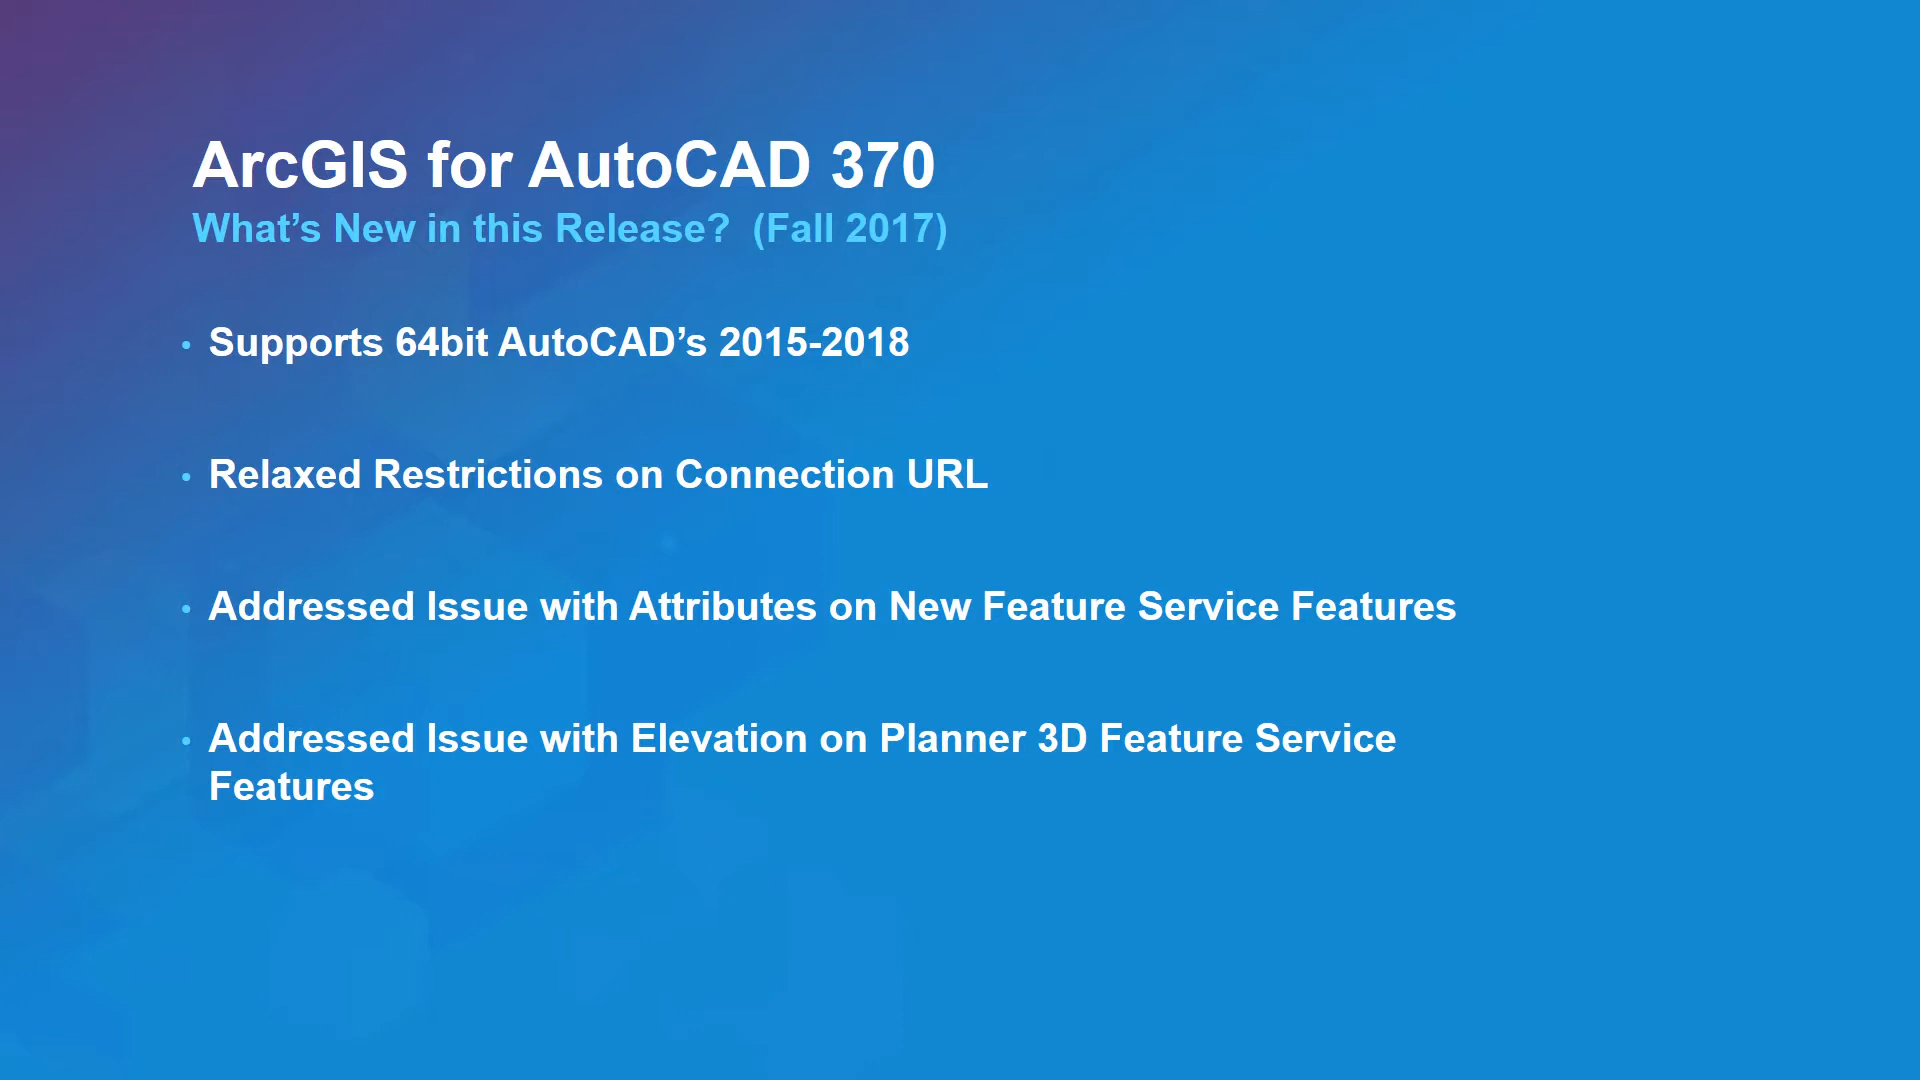 ArcGIS for AutoCAD 370
What’s New in this Release?  (Fall 2017)
• Supports 64bit AutoCAD’s 2015-2018
• Relaxed Restrictions on Connection URL
• Addressed Issue with Attributes on New Feature Service Features
• Addressed Issue with Elevation on Planner 3D Feature Service
Features